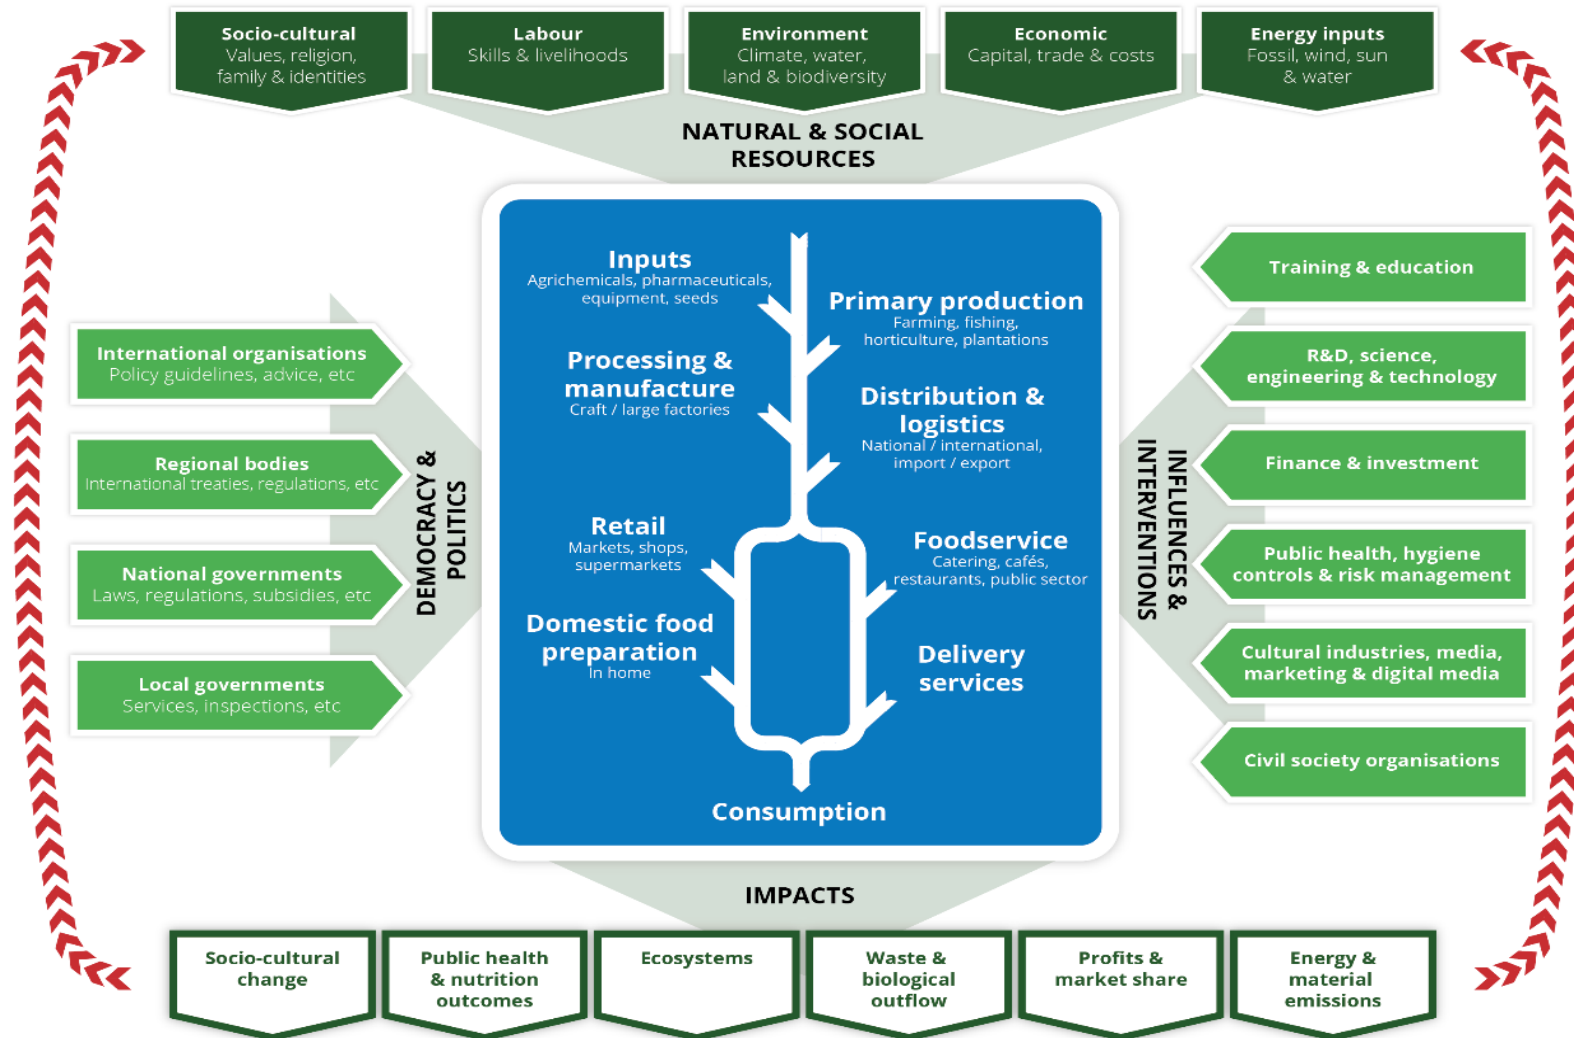 Socio-cultural
Values, religion,
family & identities
Labour
Skills & livelihoods
Environment
Climate, water,
land & biodiversity
Economic
Capital, trade & costs
Energy inputs
Fossil, wind, sun
& water
NATURAL & SOCIAL
RESOURCES
International organisations
Policy guidelines, advice, etc
Regional bodies
International treaties, regulations, etc
National governments
Laws, regulations, subsidies, etc
Local governments
Services, inspections, etc
DEMOCRACY &
POLITICS
Inputs
Agrichemicals, pharmaceuticals,
equipment, seeds
Primary production
Farming, fishing,
horticulture, plantations
Processing &
manufacture
Craft / large factories
Distribution &
logistics
National / international,
import / export
Retail
Markets, shops,
supermarkets
Foodservice
Catering, cafés,
restaurants, public sector
Domestic food
preparation
In home
Delivery
services
Consumption
INFLUENCES &
INTERVENTIONS
Training & education
R&D, science,
engineering & technology
Finance & investment
Public health, hygiene
controls & risk management
Cultural industries, media,
marketing & digital media
Civil society organisations
IMPACTS
Socio-cultural
change
Public health
& nutrition
outcomes
Ecosystems
Waste &
biological
outflow
Profits &
market share
Energy &
material
emissions